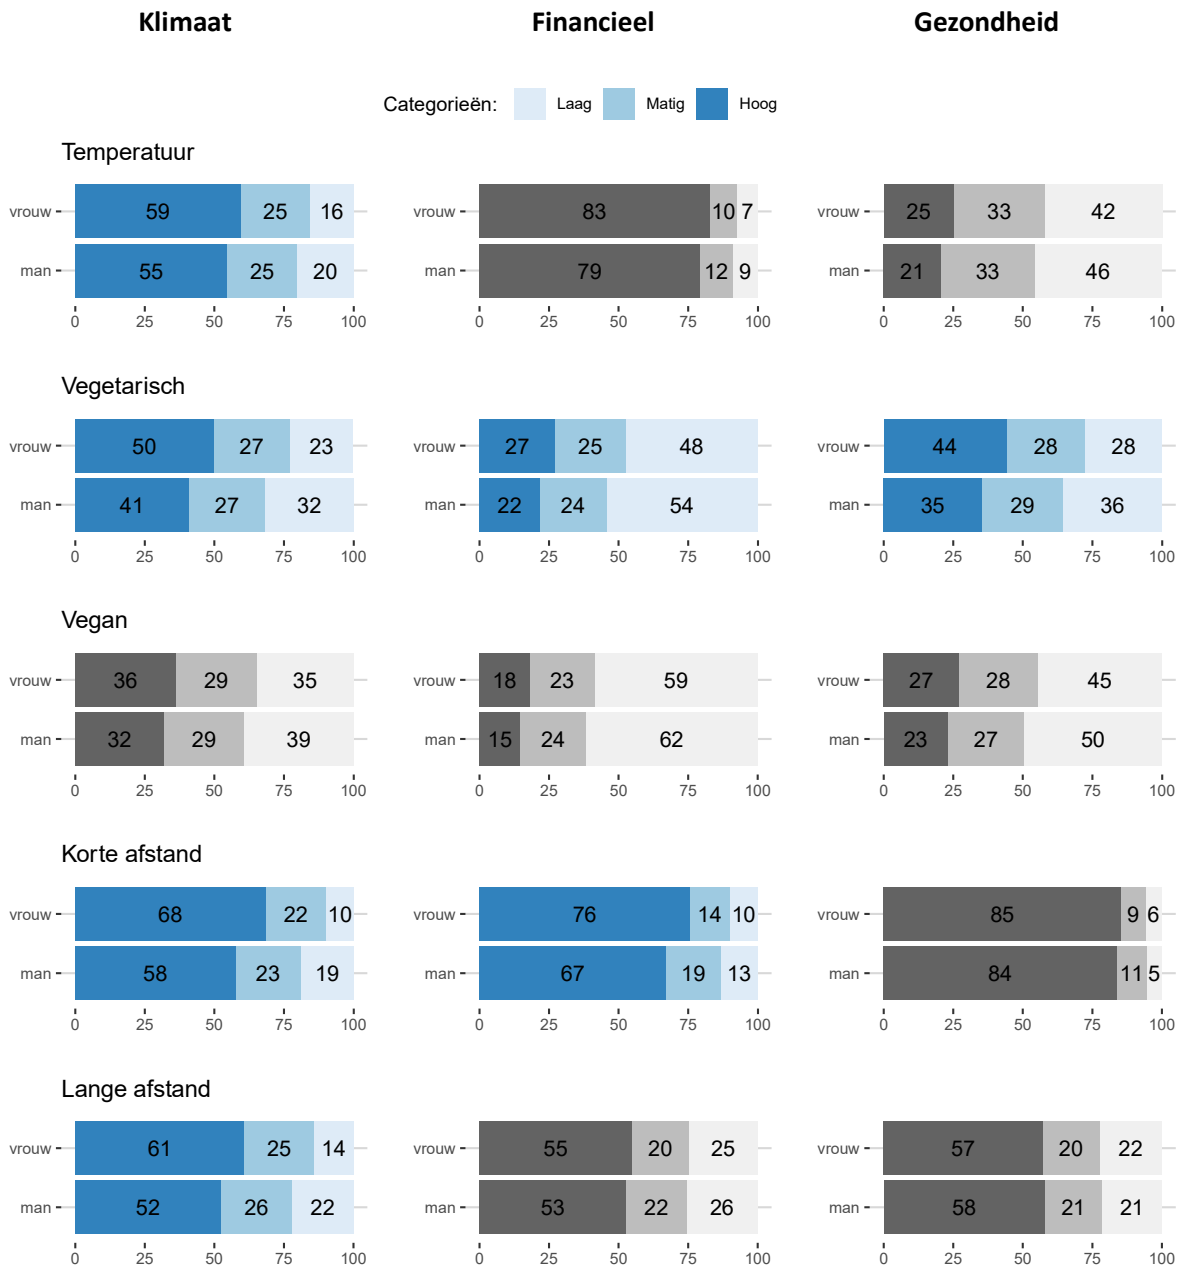 Klimaat Financieel Gezondheid
Categorieën: Laag Matig Hoog
Temperatuur
vrouw 59 25 16 vrouw 83 10 7 vrouw 25 33 42
man 55 25 20 man 79 12 9 man 21 33 46
0 25 50 75 100 0 25 50 75 100 0 25 50 75 100
Vegetarisch
vrouw 50 27 23 vrouw 27 25 48 vrouw 44 28 28
man 41 27 32 man 22 24 54 man 35 29 36
0 25 50 75 100 0 25 50 75 100 0 25 50 75 100
Vegan
vrouw 36 29 35 vrouw 18 23 59 vrouw 27 28 45
man 32 29 39 man 15 24 62 man 23 27 50
0 25 50 75 100 0 25 50 75 100 0 25 50 75 100
Korte afstand
vrouw 68 22 10 vrouw 76 14 10 vrouw 85 9 6
man 58 23 19 man 67 19 13 man 84 11 5
0 25 50 75 100 0 25 50 75 100 0 25 50 75 100
Lange afstand
vrouw 61 25 14 vrouw 55 20 25 vrouw 57 20 22
man 52 26 22 man 53 22 26 man 58 21 21
0 25 50 75 100 0 25 50 75 100 0 25 50 75 100